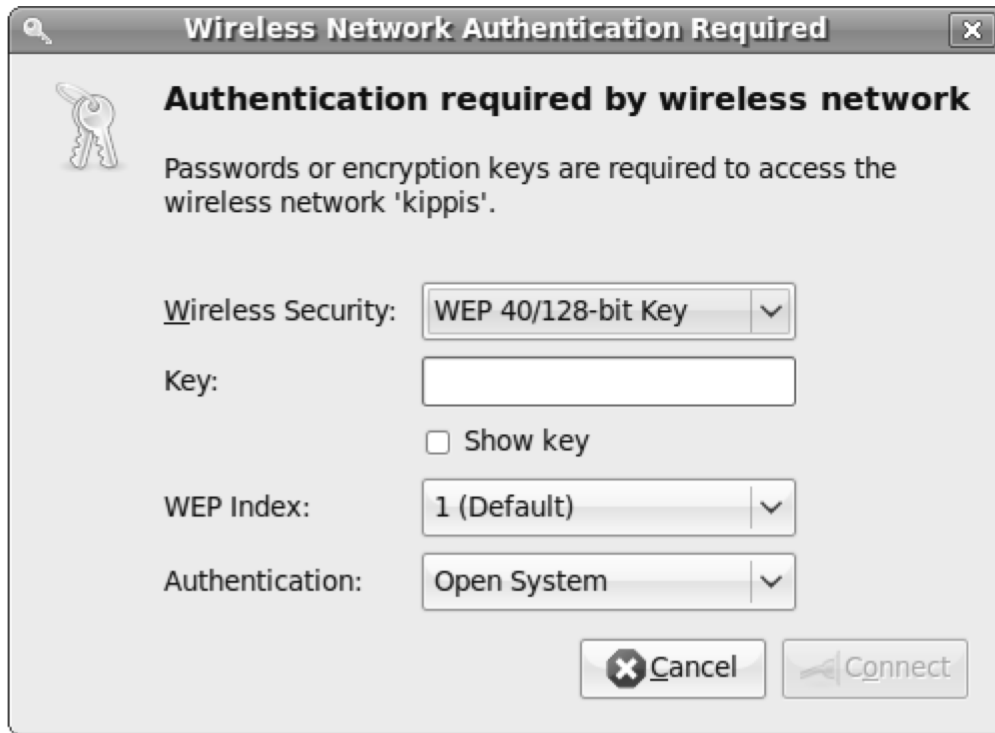 Wireless Network Authentication Required
Authentication required by wireless network
Passwords or encryption keys are required to access the
wireless network 'kippis'.
Wireless Security: WEP 40/128-bit Key
Key:
Show key
WEP Index: 1 (Default)
Authentication: Open System
Cancel Connect